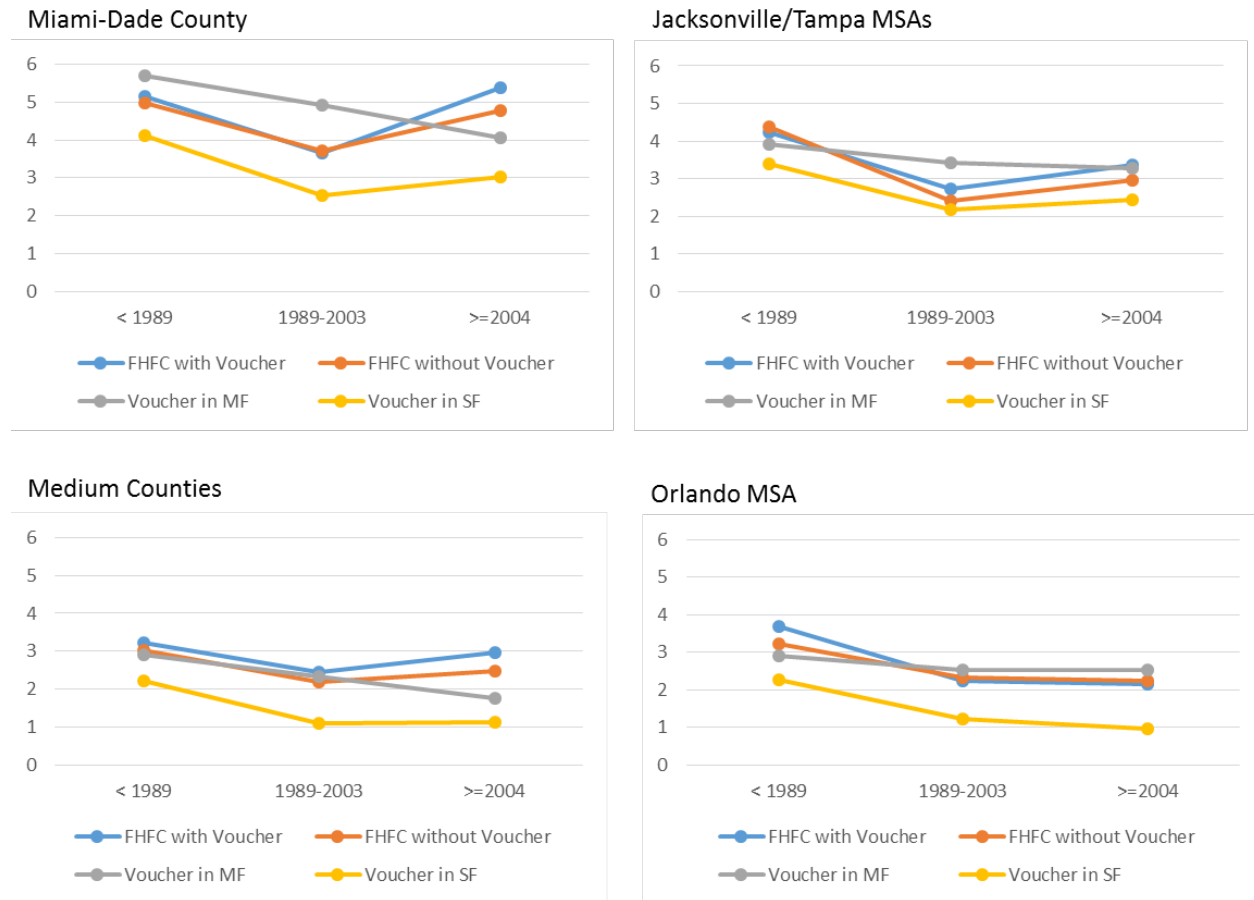 Miami-Dade County
6
5
4
3
2
1
0
< 1989 1989-2003 >=2004
FHFC with Voucher FHFC without Voucher
Voucher in MF Voucher in SF
Jacksonville/Tampa MSAs
6
5
4
3
2
1
0
< 1989 1989-2003 >=2004
FHFC with Voucher FHFC without Voucher
Voucher in MF Voucher in SF
Medium Counties
6
5
4
3
2
1
0
< 1989 1989-2003 >=2004
FHFC with Voucher FHFC without Voucher
Voucher in MF Voucher in SF
Orlando MSA
6
5
4
3
2
1
0
< 1989 1989-2003 >=2004
FHFC with Voucher FHFC without Voucher
Voucher in MF Voucher in SF